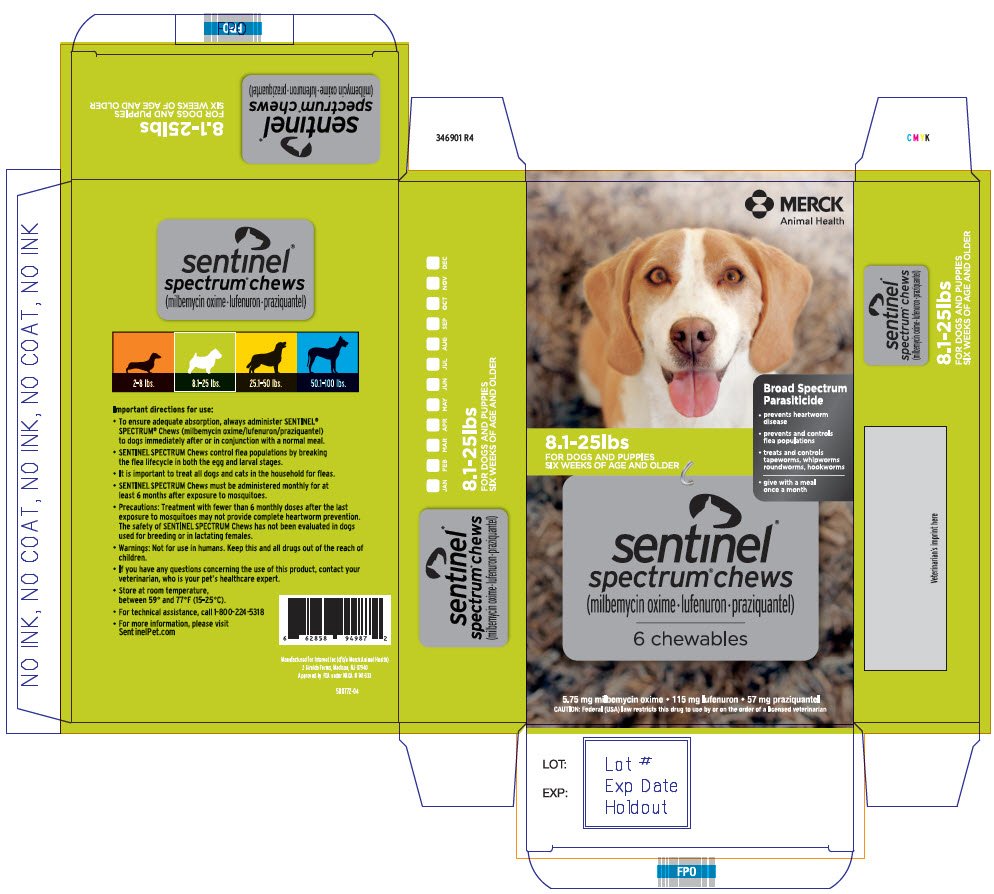 FPO
FOR DOGS AND PUPPIES
SIX WEEKS OF AGE AND OLDER
8.1-25lbs
sentinel®
spectrum® chews
(milbemycin oxime · lufenuron · praziquantel)
NO INK, NO COAT, NO INK, NO COAT, NO INK
sentinel®
spectrum® chews
(milbemycin oxime · lufenuron · praziquantel)
2-8 lbs.
8.1-25 lbs.
25.1-50 lbs.
50.1-100 lbs.
Important directions for use:
• To ensure adequate absorption, always administer SENTINEL®
SPECTRUM® Chews (milbemycin oxime/lufenuron/praziquantel)
to dogs immediately after or in conjunction with a normal meal.
• SENTINEL SPECTRUM Chews control flea populations by breaking
the flea lifecycle in both the egg and larval stages.
• It is important to treat all dogs and cats in the household for fleas.
• SENTINEL SPECTRUM Chews must be administered monthly for at
least 6 months after exposure to mosquitoes.
• Precautions: Treatment with fewer than 6 monthly doses after the last
exposure to mosquitoes may not provide complete heartworm prevention.
The safety of SENTINEL SPECTRUM Chews has not been evaluated in dogs
used for breeding or in lactating females.
• Warnings: Not for use in humans. Keep this and all drugs out of the reach of
children.
• If you have any questions concerning the use of this product, contact your
veterinarian, who is your pet's healthcare expert.
• Store at room temperature,
between 59° and 77°F (15-25°C).
• For technical assistance, call 1-800-224-5318
• For more information, please visit
SentinelPet.com
6 62858 94987 2
Manufactured for: Intervet Inc (d/b/a Merck Animal Health)
2 Giralda Farms, Madison, NJ 07940
Approved by FDA under NADA #
346901 R4
JAN FEB MAR APR MAY JUN JUL AUG SEP OCT NOV DEC
8.1-25lbs
FOR DOGS AND PUPPIES
SIX WEEKS OF AGE AND OLDER
sentinel®
spectrum® chews
(milbemycin oxime · lufenuron · praziquantel)
MERCK
Animal Health
Broad Spectrum
Parasiticide
• prevents heartworm
disease
• prevents and controls
flea populations
• treats and controls
tapeworms, whipworms
roundworms, hookworms
• give with a meal
once a month
8.1-25lbs
FOR DOGS AND PUPPIES
SIX WEEKS OF AGE AND OLDER
sentinel®
spectrum® chews
(milbemycin oxime · lufenuron · praziquantel)
6 chewables
5.75 mg milbemycin oxime • 115 mg lufenuron • 57 mg praziquantel
CAUTION: Federal (USA) law restricts this drug to use by or on the order of a licensed veterinarian
LOT:
EXP:
Lot #
Exp Date
Holdout
FPO
CMYK
sentinel®
spectrum® chews
(milbemycin oxime · lufenuron · praziquantel)
8.1-25lbs
FOR DOGS AND PUPPIES
SIX WEEKS OF AGE AND OLDER
Veterinarian's imprint here